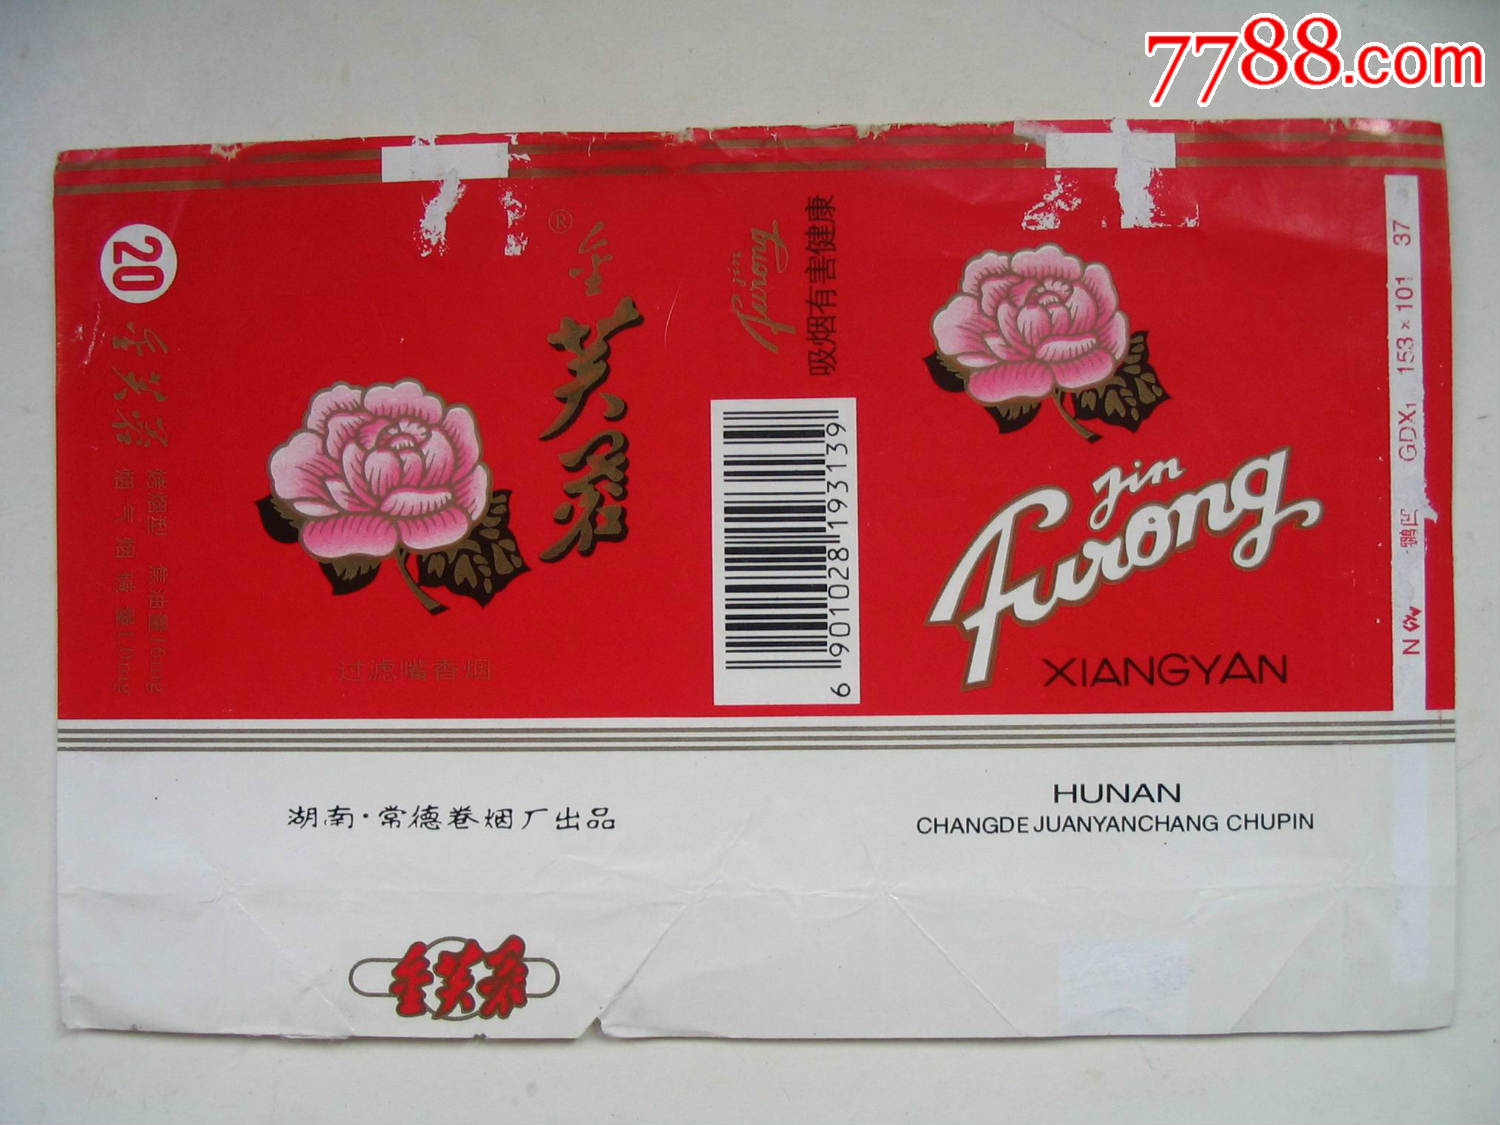 7788.com
20
金芙蓉
烤烟型 焦油量16mg
烟气烟碱量1.0mg
®
金
芙蓉
过滤嘴香烟
jin
Furong
吸烟有害健康
6 901028 193139
jin
Furong
XIANGYAN
N
GDX1 153×101 37
湖南·常德卷烟厂出品
HUNAN
CHANGDE JUANYANCHANG CHUPIN
金芙蓉